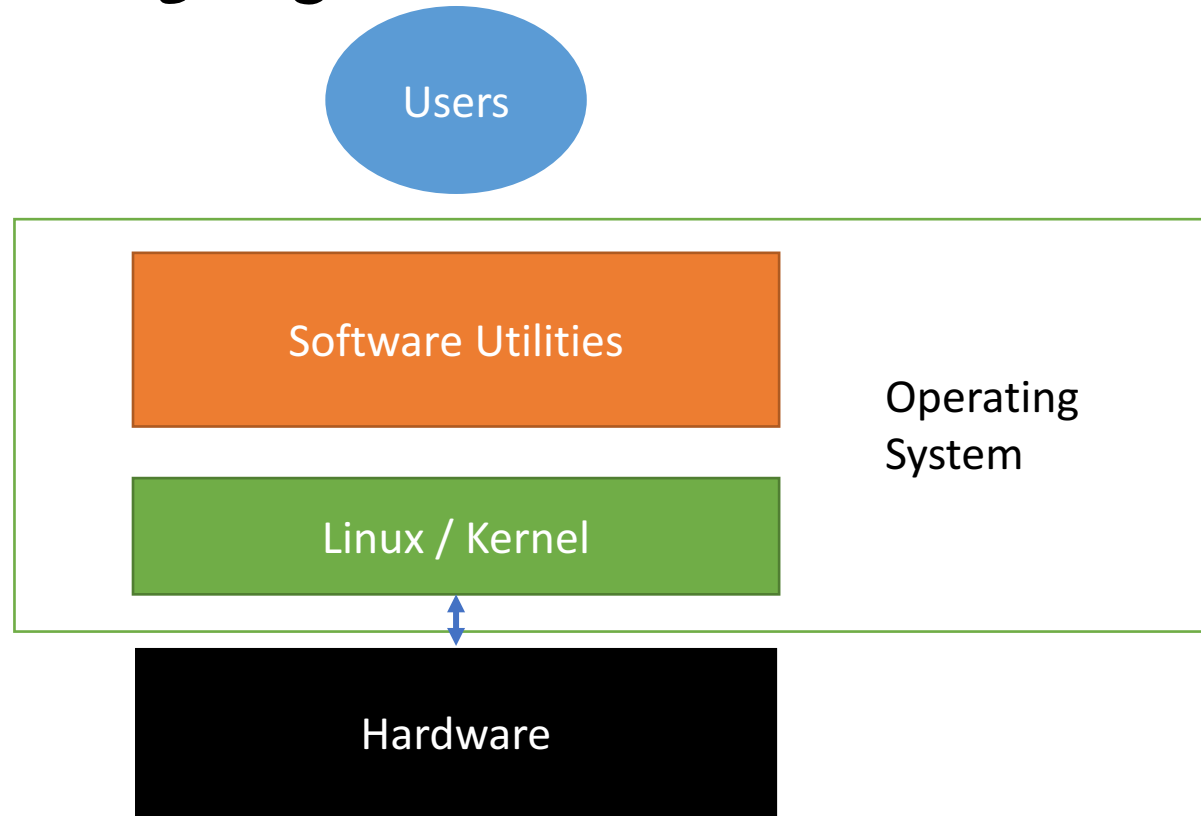 Users
Software Utilities
Operating
System
Linux / Kernel
Hardware